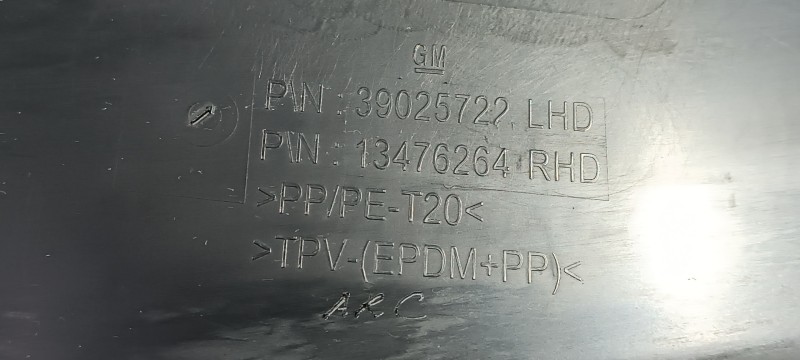 GM
P\N : 39025722 LHD
P\N : 13476264 RHD
>PP/PE-T20<
>TPV-(EPDM+PP)<
ARC